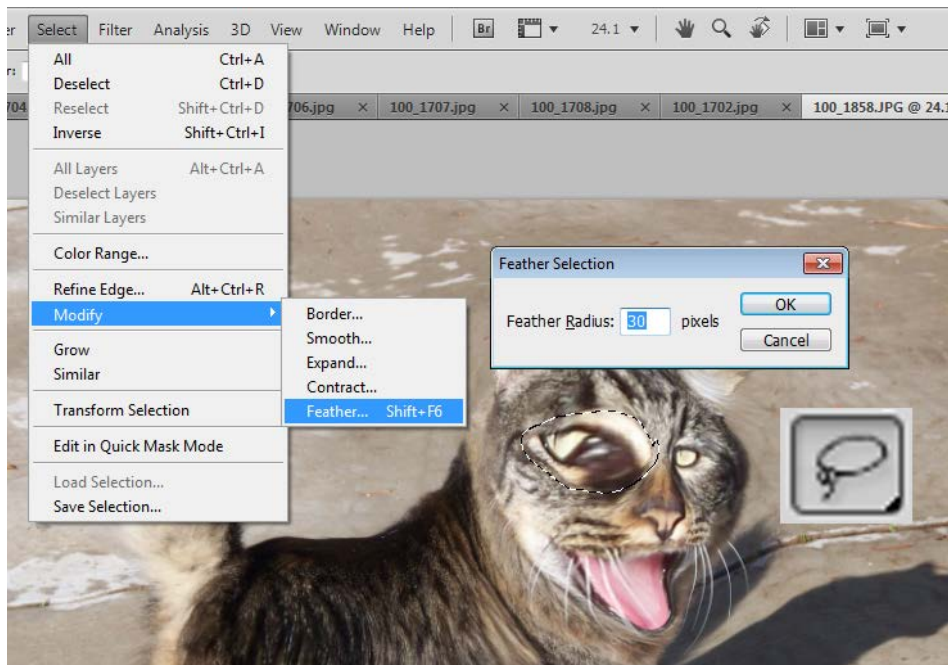 er Select Filter Analysis 3D View Window Help Br 24.1
r:
704 706.jpg × 100_1707.jpg × 100_1708.jpg × 100_1702.jpg × 100_1858.JPG @ 24.1
All Ctrl+A
Deselect Ctrl+D
Reselect Shift+Ctrl+D
Inverse Shift+Ctrl+I
All Layers Alt+Ctrl+A
Deselect Layers
Similar Layers
Color Range...
Refine Edge... Alt+Ctrl+R
Modify
Border...
Smooth...
Expand...
Contract...
Feather... Shift+F6
Grow
Similar
Transform Selection
Edit in Quick Mask Mode
Load Selection...
Save Selection...
Feather Selection
Feather Radius: 30 pixels
OK
Cancel